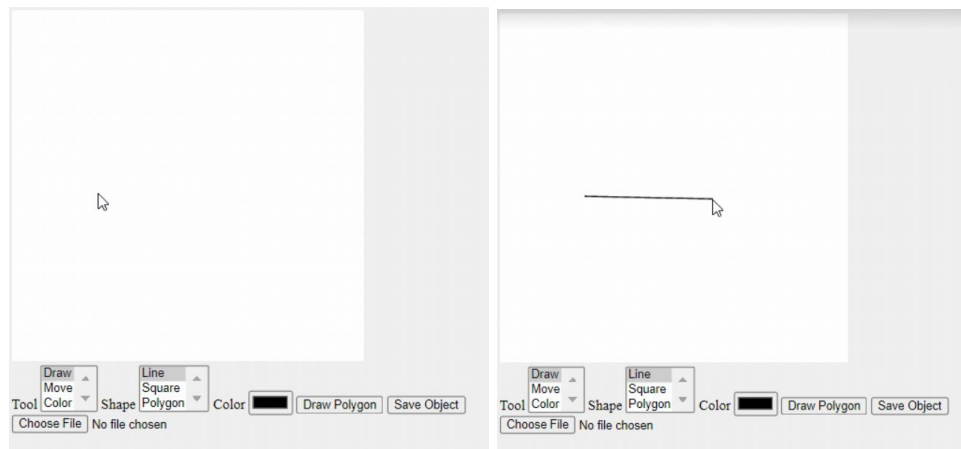 Draw
Move
Tool Color Shape
Line
Square
Polygon Color Draw Polygon Save Object
Choose File No file chosen
Draw
Move
Tool Color Shape
Line
Square
Polygon Color Draw Polygon Save Object
Choose File No file chosen